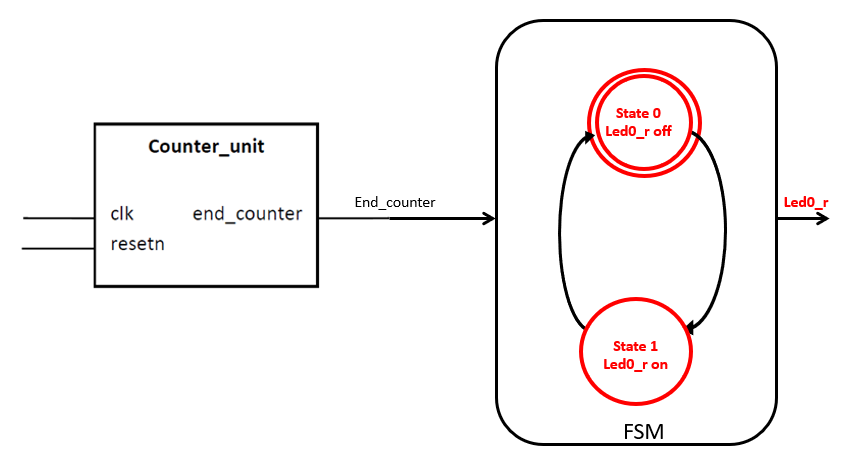 Counter_unit
clk
end_counter
resetn
End_counter
State 0
Led0_r off
State 1
Led0_r on
Led0_r
FSM